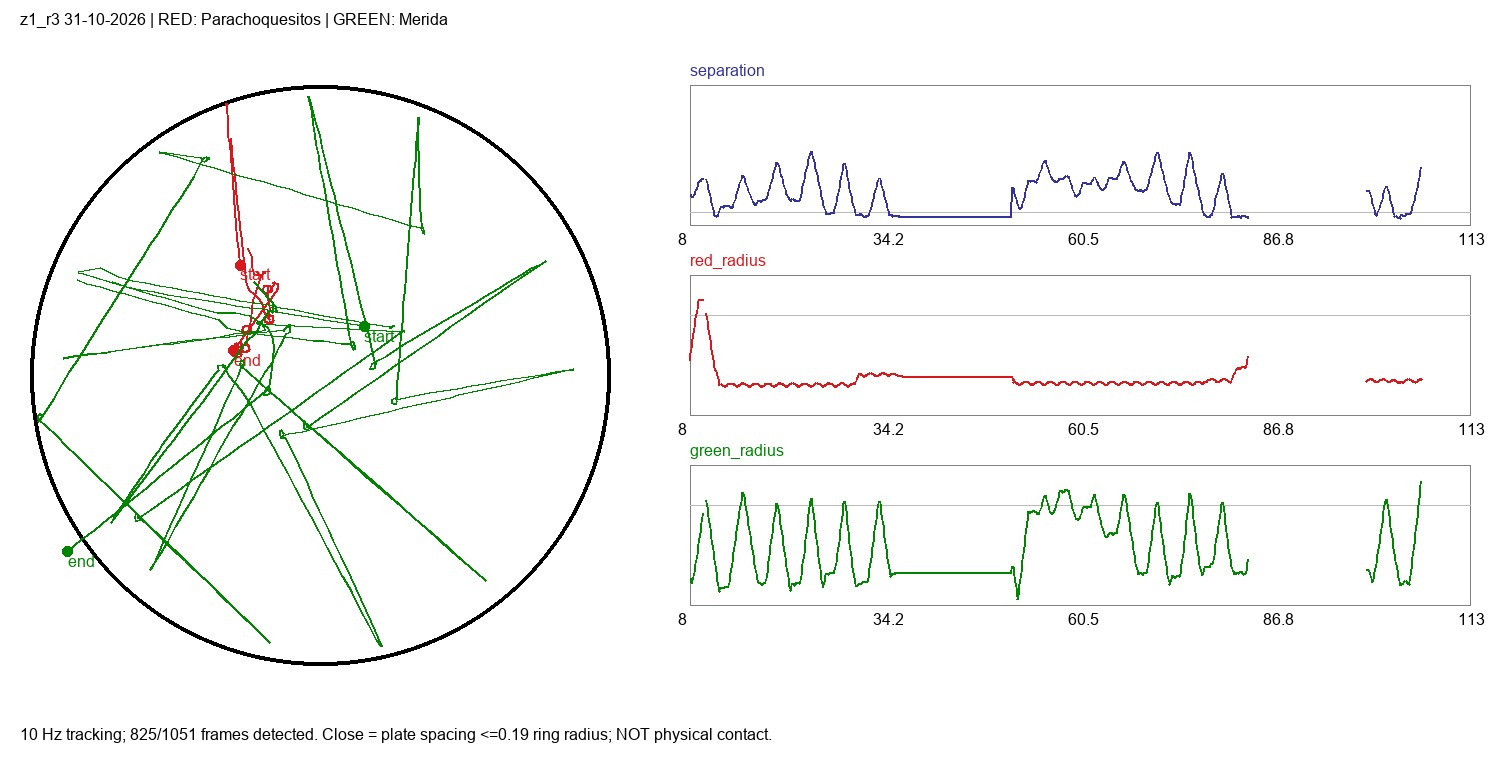 z1_r3 31-10-2026 | RED: Parachoquesitos | GREEN: Merida
separation
8 34.2 60.5 86.8 113
red_radius
8 34.2 60.5 86.8 113
green_radius
8 34.2 60.5 86.8 113
start
start
end
end
10 Hz tracking; 825/1051 frames detected. Close = plate spacing <=0.19 ring radius; NOT physical contact.